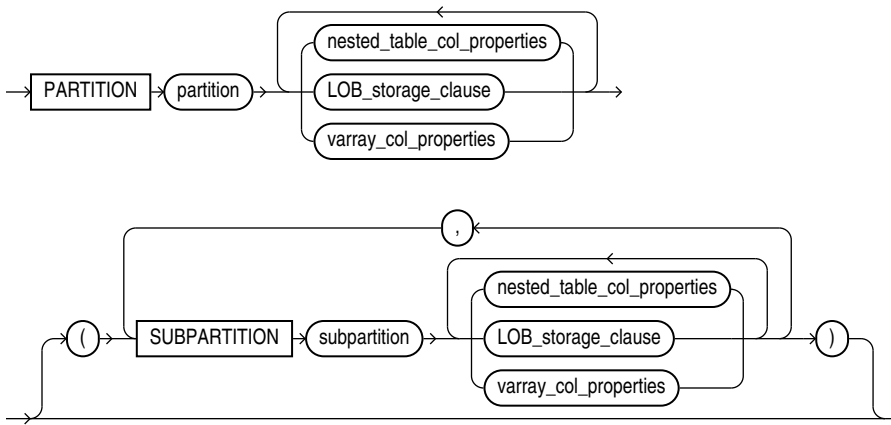 nested_table_col_properties
PARTITION partition LOB_storage_clause
varray_col_properties
,
nested_table_col_properties
( SUBPARTITION subpartition LOB_storage_clause )
varray_col_properties